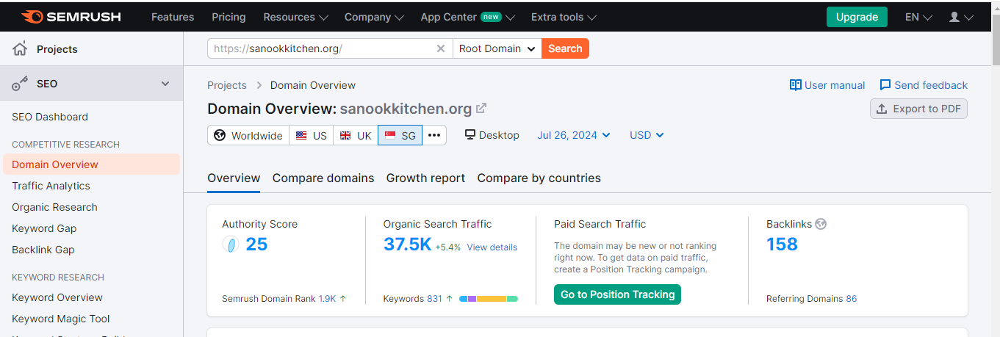 SEMRUSH Features Pricing Resources Company App Center new Extra tools Upgrade EN
Projects
https://sanookkitchen.org/ Root Domain Search
SEO
Projects > Domain Overview User manual Send feedback
Domain Overview: sanookkitchen.org Export to PDF
SEO Dashboard
Worldwide US UK SG ••• Desktop Jul 26, 2024 USD
COMPETITIVE RESEARCH
Domain Overview
Traffic Analytics
Organic Research
Keyword Gap
Backlink Gap
KEYWORD RESEARCH
Keyword Overview
Keyword Magic Tool
Overview Compare domains Growth report Compare by countries
Authority Score
25
Semrush Domain Rank 1.9K ↑
Organic Search Traffic
37.5K +5.4% View details
Keywords 831 ↑
Paid Search Traffic
The domain may be new or not ranking
right now. To get data on paid traffic,
create a Position Tracking campaign.
Go to Position Tracking
Backlinks
158
Referring Domains 86